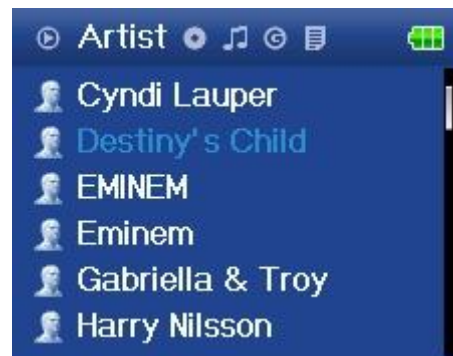 Artist
Cyndi Lauper
Destiny's Child
EMINEM
Eminem
Gabriella & Troy
Harry Nilsson